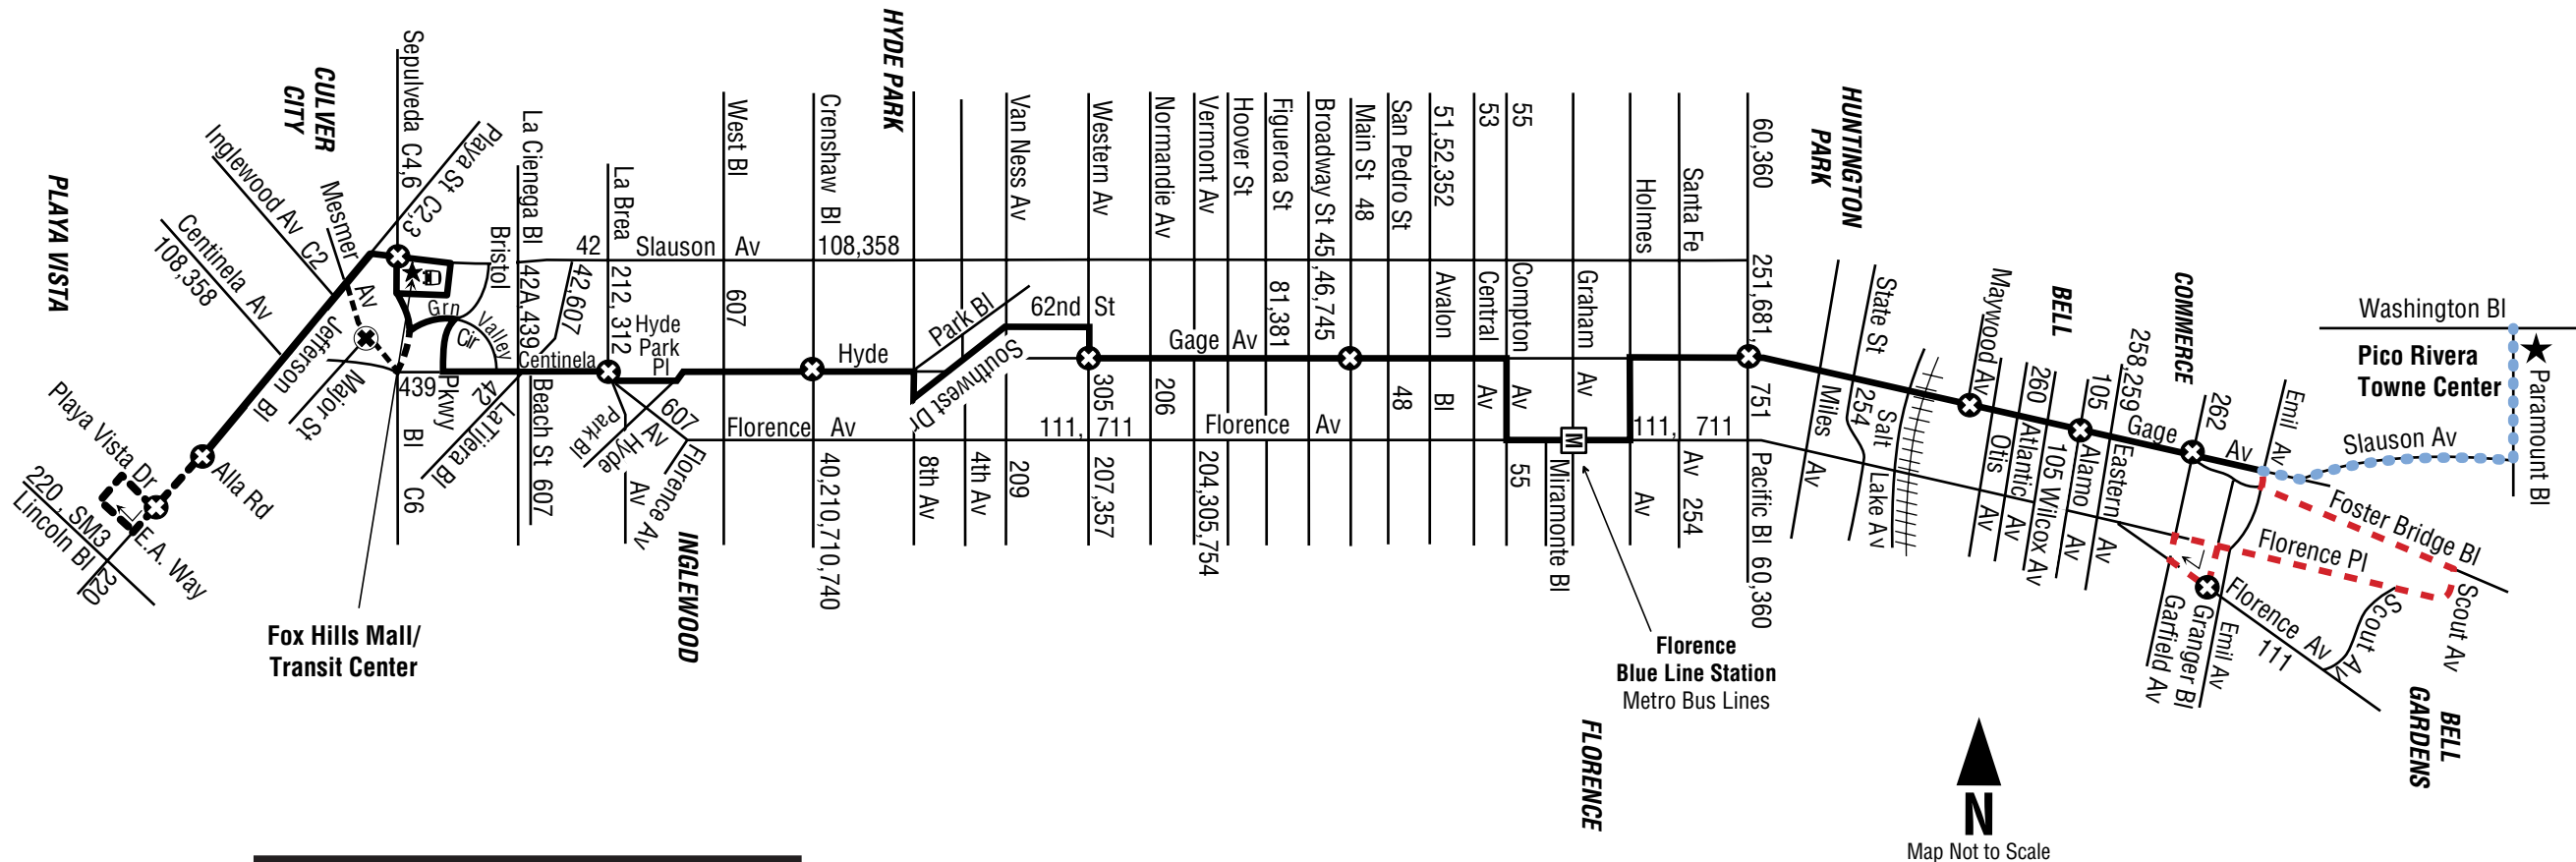 PLAYA VISTA
CULVER
CITY
HYDE PARK
HUNTINGTON
PARK
BELL
COMMERCE
INGLEWOOD
FLORENCE
BELL
GARDENS
Sepulveda C4,6
Playa St C2,3
Inglewood Av C2
Mesmer Av
Centinela Av
108,358
Jefferson Bl
Major St
Playa Vista Dr
Alla Rd
220, SM3
Lincoln Bl
220
E.A. Way
Bristol
Grn
Valley
Cir
Pkwy
439
Bl
C6
La Cienega Bl
42A,439
42,607
La Tijera Bl
42
Centinela
Beach St 607
La Brea
212, 312
Hyde
Park
Pl
Hyde
Park Bl
Av
607
Av
Florence Av
42
Slauson
Av
108,358
West Bl
607
Crenshaw Bl
40,210,710,740
Hyde
Park Bl
Southwest Dr
62nd St
8th Av
4th Av
Van Ness Av
209
Western Av
305
207,357
Normandie Av
206
Vermont Av
204,305,754
Hoover St
Figueroa St
81,381
Broadway St 45,46,745
Main St 48
San Pedro St
48
51,52,352
Avalon
Bl
53
Central
Av
55
Compton
Av
55
Graham
Av
Miramonte Bl
Holmes
Av
Santa Fe
Av 254
60,360
251,681,
751
Pacific Bl 60,360
Gage Av
Florence Av
111, 711
Florence Av
111, 711
M
Miles
Av
State St
254
Salt
Lake Av
Maywood Av
Otis
Av
260
Atlantic
Av
105 Wilcox Av
105
Alamo
Av
258,259
Eastern
Av
Gage
Av
262
Garfield Av
Granger Bl
Emil Av
Emil Av
Florence Av
111
Florence Pl
Foster Bridge Bl
Scout Av
Scout Av
Slauson Av
Washington Bl
Pico Rivera
Towne Center
Paramount Bl
Fox Hills Mall/
Transit Center
Florence
Blue Line Station
Metro Bus Lines
N
Map Not to Scale